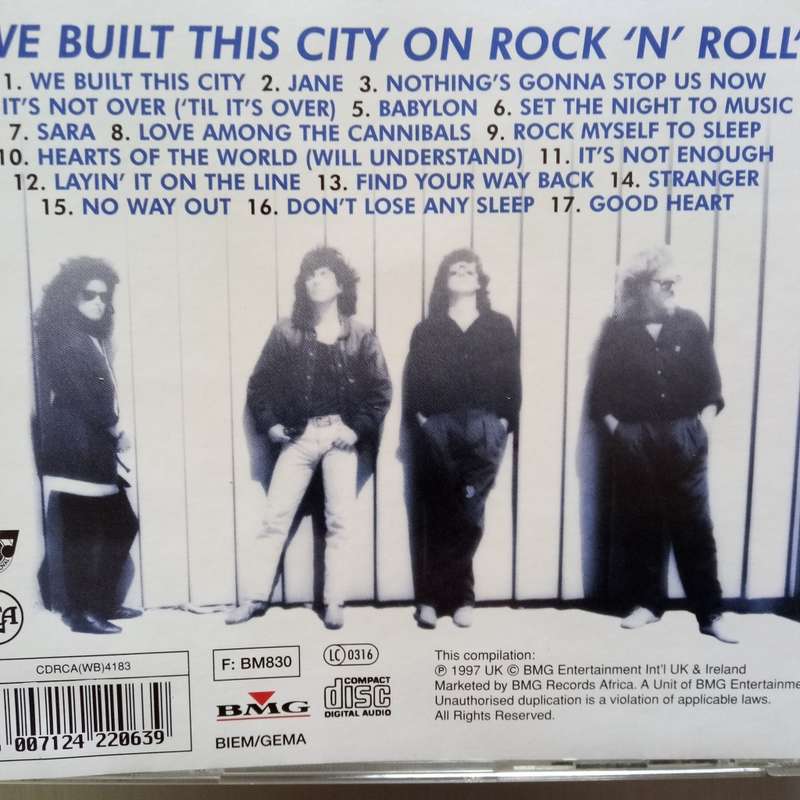 WE BUILT THIS CITY ON ROCK 'N' ROLL'
1. WE BUILT THIS CITY 2. JANE 3. NOTHING'S GONNA STOP US NOW
IT'S NOT OVER ('TIL IT'S OVER) 5. BABYLON 6. SET THE NIGHT TO MUSIC
7. SARA 8. LOVE AMONG THE CANNIBALS 9. ROCK MYSELF TO SLEEP
10. HEARTS OF THE WORLD (WILL UNDERSTAND) 11. IT'S NOT ENOUGH
12. LAYIN' IT ON THE LINE 13. FIND YOUR WAY BACK 14. STRANGER
15. NO WAY OUT 16. DON'T LOSE ANY SLEEP 17. GOOD HEART
CDRCA(WB)4183
007124 220639
F: BM830
BMG
BIEM/GEMA
LC 0316
COMPACT
disc
DIGITAL AUDIO
This compilation:
℗ 1997 UK © BMG Entertainment Int'l UK & Ireland
Marketed by BMG Records Africa. A Unit of BMG Entertainme
Unauthorised duplication is a violation of applicable laws.
All Rights Reserved.